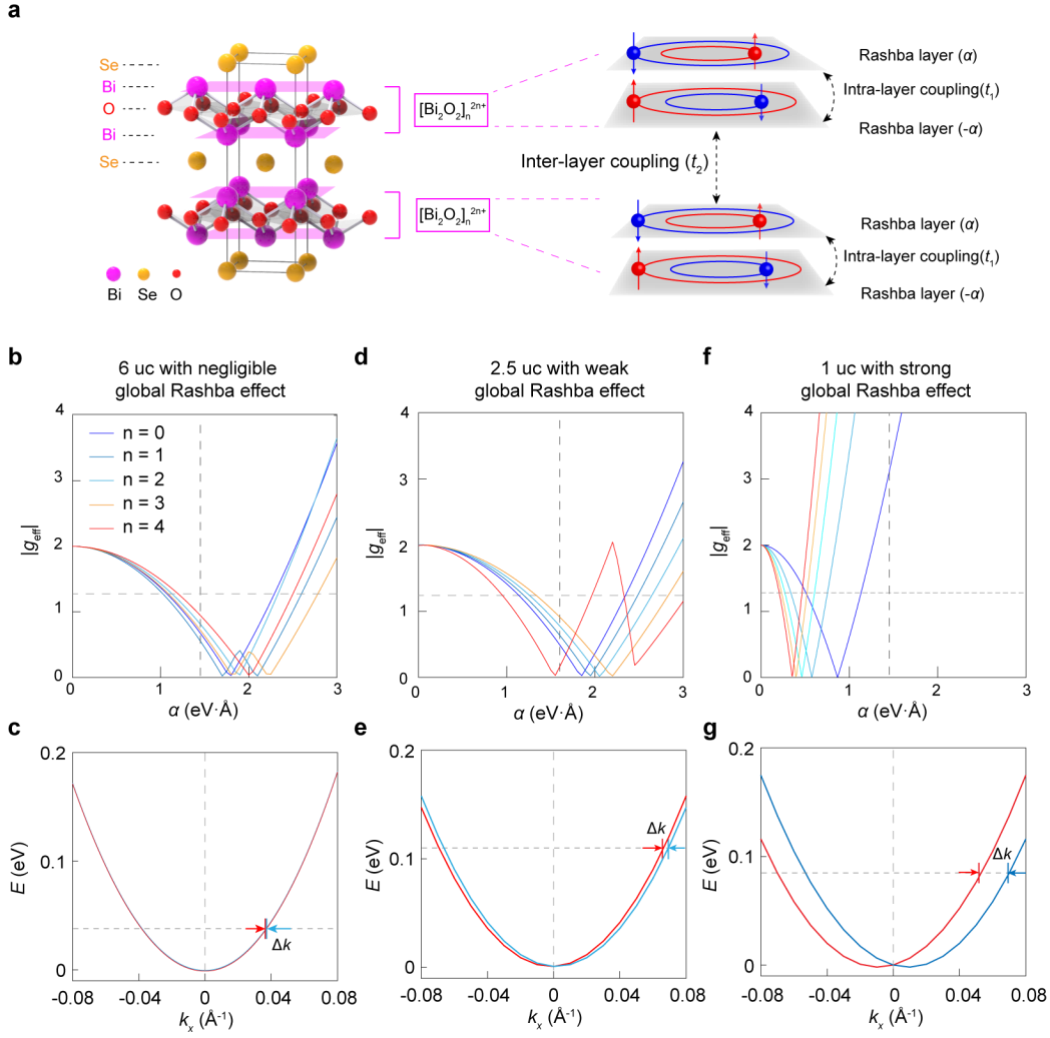 a
Se
Bi
O
Bi
Se
[Bi₂O₂]ₙ²ⁿ⁺
[Bi₂O₂]ₙ²ⁿ⁺
Bi Se O
Rashba layer (α)
Intra-layer coupling(t₁)
Rashba layer (-α)
Inter-layer coupling (t₂)
Rashba layer (α)
Intra-layer coupling(t₁)
Rashba layer (-α)
b
6 uc with negligible
global Rashba effect
4
3
2
1
0
|g_eff|
n = 0
n = 1
n = 2
n = 3
n = 4
0 1 2 3
α (eV·Å)
d
2.5 uc with weak
global Rashba effect
4
3
2
1
0
|g_eff|
0 1 2 3
α (eV·Å)
f
1 uc with strong
global Rashba effect
4
3
2
1
0
|g_eff|
0 1 2 3
α (eV·Å)
c
0.2
0.1
0
E (eV)
Δk
-0.08 -0.04 0 0.04 0.08
kₓ (Å⁻¹)
e
0.2
0.1
0
E (eV)
Δk
-0.08 -0.04 0 0.04 0.08
kₓ (Å⁻¹)
g
0.2
0.1
0
E (eV)
Δk
-0.08 -0.04 0 0.04 0.08
kₓ (Å⁻¹)